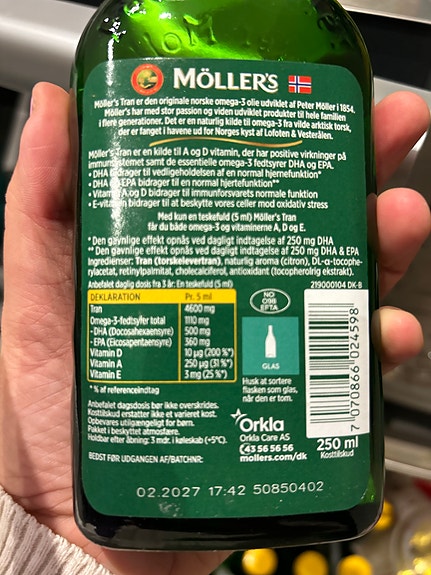 MÖLLER'S
Möller's Tran er den originale norske omega-3 olie udviklet af Peter Möller i 1854.
Möller's har med stor passion og viden udviklet produkter til hele familien
i flere generationer. Det er en naturlig kilde til omega-3 fra vilde arktisk torsk,
der er fanget i havene ud for Norges kyst af Lofoten & Vesterålen.
Möller's Tran er en kilde til A og D vitamin, der har positive virkninger på
immunsystemet samt de essentielle omega-3 fedtsyrer DHA og EPA.
• DHA bidrager til vedligeholdelsen af en normal hjernefunktion*
• DHA og EPA bidrager til en normal hjertefunktion**
• Vitamin A og D bidrager til immunforsvarets normale funktion
• E-vitamin bidrager til at beskytte vores celler mod oxidativ stress
Med kun en teskefuld (5 ml) Möller's Tran
får du både omega-3 og vitaminerne A, D og E.
* Den gavnlige effekt opnås ved dagligt indtagelse af 250 mg DHA
** Den gavnlige effekt opnås ved dagligt indtagelse af 250 mg DHA & EPA
Ingredienser: Tran (torskelevertran), naturlig aroma (citron), DL-α-tocophe-
rylacetat, retinylpalmitat, cholecalciferol, antioxidant (tocopherolrig ekstrakt).
Anbefalet daglig dosis fra 3 år: En teskefuld (5 ml)
219000104 DK-B
DEKLARATION Pr. 5 ml
Tran 4600 mg
Omega-3-fedtsyfer total 1110 mg
- DHA (Docosahexaensyre) 500 mg
- EPA (Eicosapentaensyre) 360 mg
Vitamin D 10 µg (200 %*)
Vitamin A 250 µg (31 %*)
Vitamin E 3 mg (25 %*)
* % af referenceindtag
NO
O9B
EFTA
GLAS
Husk at sortere
flasken som glas,
når den er tom.
Anbefalet dagsdosis bør ikke overskrides.
Kosttilskud erstatter ikke et varieret kost.
Opbevares utilgængeligt for børn.
Pakket i beskyttet atmosfære.
Holdbar efter åbning: 3 mdr. i køleskab (+5°C).
BEDST FØR UDGANGEN AF/BATCHNR:
Orkla
Orkla Care AS
43 56 56 56
mollers.com/dk
7 070866 024598
250 ml
Kosttilskud
02.2027 17:42 50850402